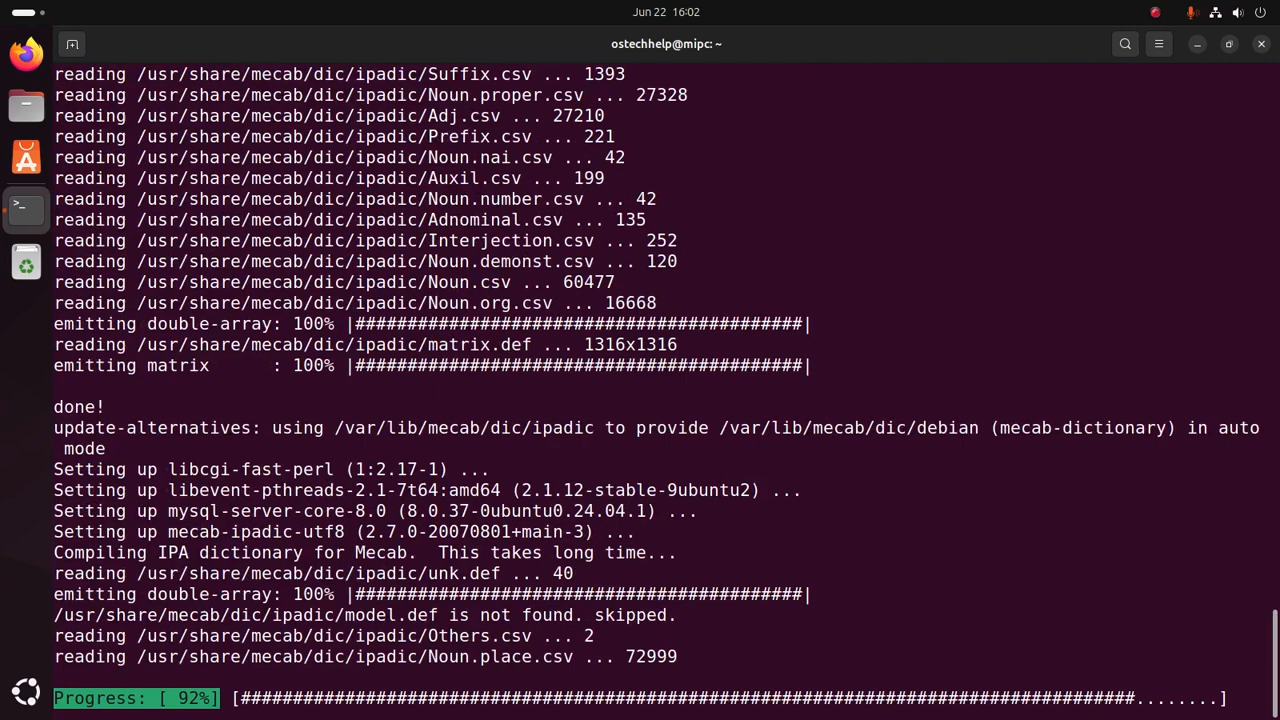 Jun 22 16:02
ostechhelp@mipc: ~
reading /usr/share/mecab/dic/ipadic/Suffix.csv ... 1393
reading /usr/share/mecab/dic/ipadic/Noun.proper.csv ... 27328
reading /usr/share/mecab/dic/ipadic/Adj.csv ... 27210
reading /usr/share/mecab/dic/ipadic/Prefix.csv ... 221
reading /usr/share/mecab/dic/ipadic/Noun.nai.csv ... 42
reading /usr/share/mecab/dic/ipadic/Auxil.csv ... 199
reading /usr/share/mecab/dic/ipadic/Noun.number.csv ... 42
reading /usr/share/mecab/dic/ipadic/Adnominal.csv ... 135
reading /usr/share/mecab/dic/ipadic/Interjection.csv ... 252
reading /usr/share/mecab/dic/ipadic/Noun.demonst.csv ... 120
reading /usr/share/mecab/dic/ipadic/Noun.csv ... 60477
reading /usr/share/mecab/dic/ipadic/Noun.org.csv ... 16668
emitting double-array: 100% |###########################################|
reading /usr/share/mecab/dic/ipadic/matrix.def ... 1316x1316
emitting matrix      : 100% |###########################################|
done!
update-alternatives: using /var/lib/mecab/dic/ipadic to provide /var/lib/mecab/dic/debian (mecab-dictionary) in auto
mode
Setting up libcgi-fast-perl (1:2.17-1) ...
Setting up libevent-pthreads-2.1-7t64:amd64 (2.1.12-stable-9ubuntu2) ...
Setting up mysql-server-core-8.0 (8.0.37-0ubuntu0.24.04.1) ...
Setting up mecab-ipadic-utf8 (2.7.0-20070801+main-3) ...
Compiling IPA dictionary for Mecab.  This takes long time...
reading /usr/share/mecab/dic/ipadic/unk.def ... 40
emitting double-array: 100% |###########################################|
/usr/share/mecab/dic/ipadic/model.def is not found. skipped.
reading /usr/share/mecab/dic/ipadic/Others.csv ... 2
reading /usr/share/mecab/dic/ipadic/Noun.place.csv ... 72999
Progress: [ 92%] [######################################################################################........]